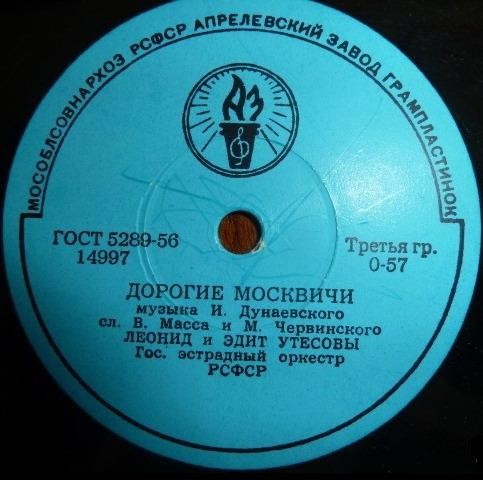 МОСОБЛСОВНАРХОЗ РСФСР АПРЕЛЕВСКИЙ ЗАВОД ГРАМПЛАСТИНОК
АЗ
ГОСТ 5289-56
14997
Третья гр.
0-57
ДОРОГИЕ МОСКВИЧИ
музыка И. Дунаевского
сл. В. Масса и М. Червинского
ЛЕОНИД и ЭДИТ УТЕСОВЫ
Гос. эстрадный оркестр
РСФСР